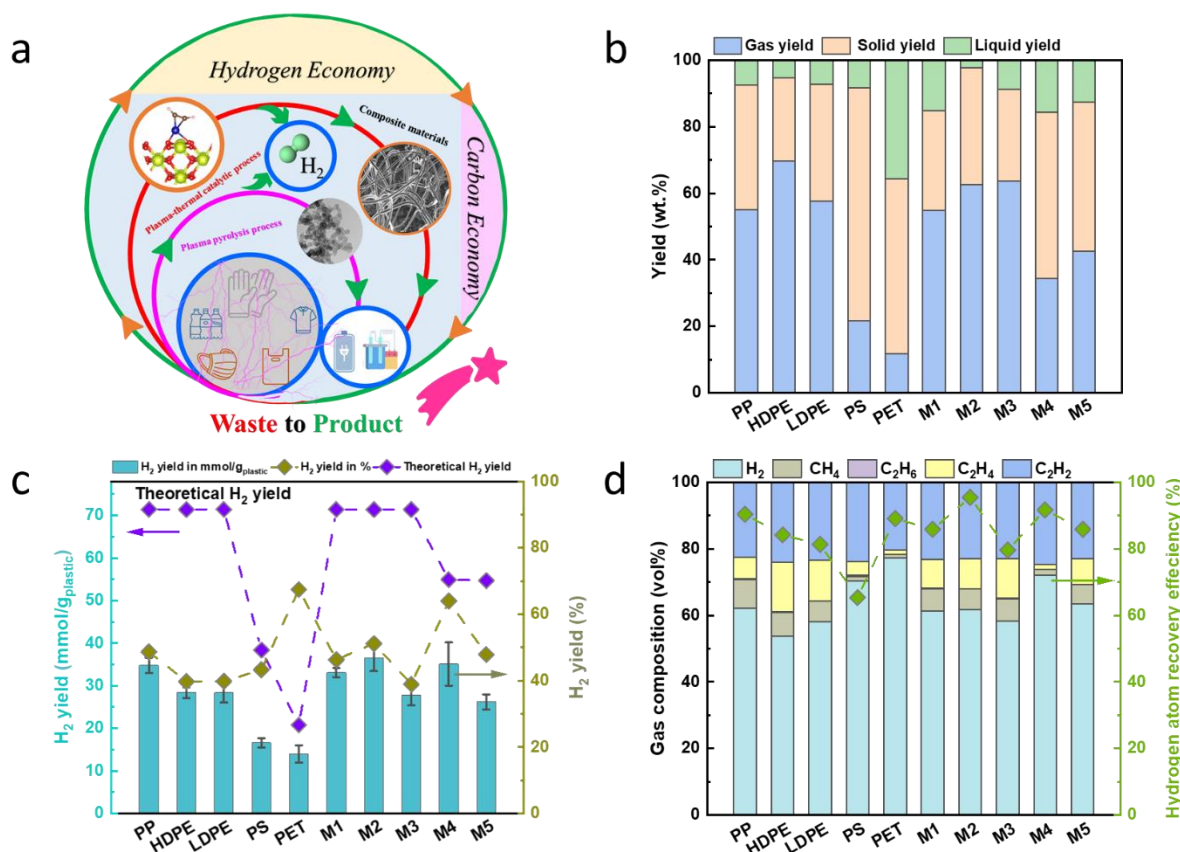 a
Hydrogen Economy
Carbon Economy
Composite materials
H2
Plasma-thermal catalytic process
Plasma pyrolysis process
Waste to Product
b
Gas yield Solid yield Liquid yield
Yield (wt.%)
100
80
60
40
20
0
PP HDPE LDPE PS PET M1 M2 M3 M4 M5
c
H2 yield in mmol/gplastic H2 yield in % Theoretical H2 yield
Theoretical H2 yield
H2 yield (mmol/gplastic)
70
60
50
40
30
20
10
0
H2 yield (%)
100
80
60
40
20
0
PP HDPE LDPE PS PET M1 M2 M3 M4 M5
d
H2 CH4 C2H6 C2H4 C2H2
Gas composition (vol%)
100
80
60
40
20
0
Hydrogen atom recovery effeciency (%)
100
80
60
40
20
0
PP HDPE LDPE PS PET M1 M2 M3 M4 M5